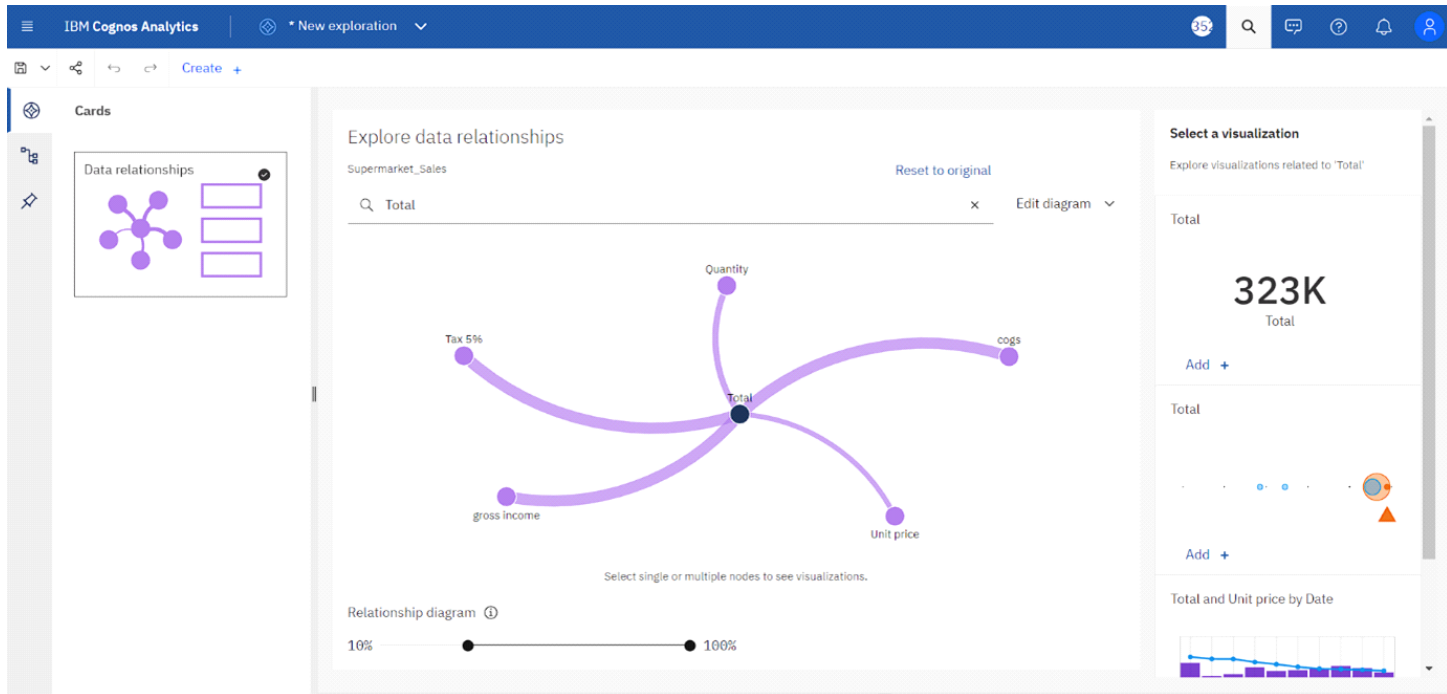 IBM Cognos Analytics
* New exploration
352
Create +
Cards
Data relationships
Explore data relationships
Supermarket_Sales
Reset to original
Total
Edit diagram
Quantity
Tax 5%
cogs
Total
gross income
Unit price
Select single or multiple nodes to see visualizations.
Relationship diagram
10%
100%
Select a visualization
Explore visualizations related to 'Total'
Total
323K
Total
Add +
Total
Add +
Total and Unit price by Date